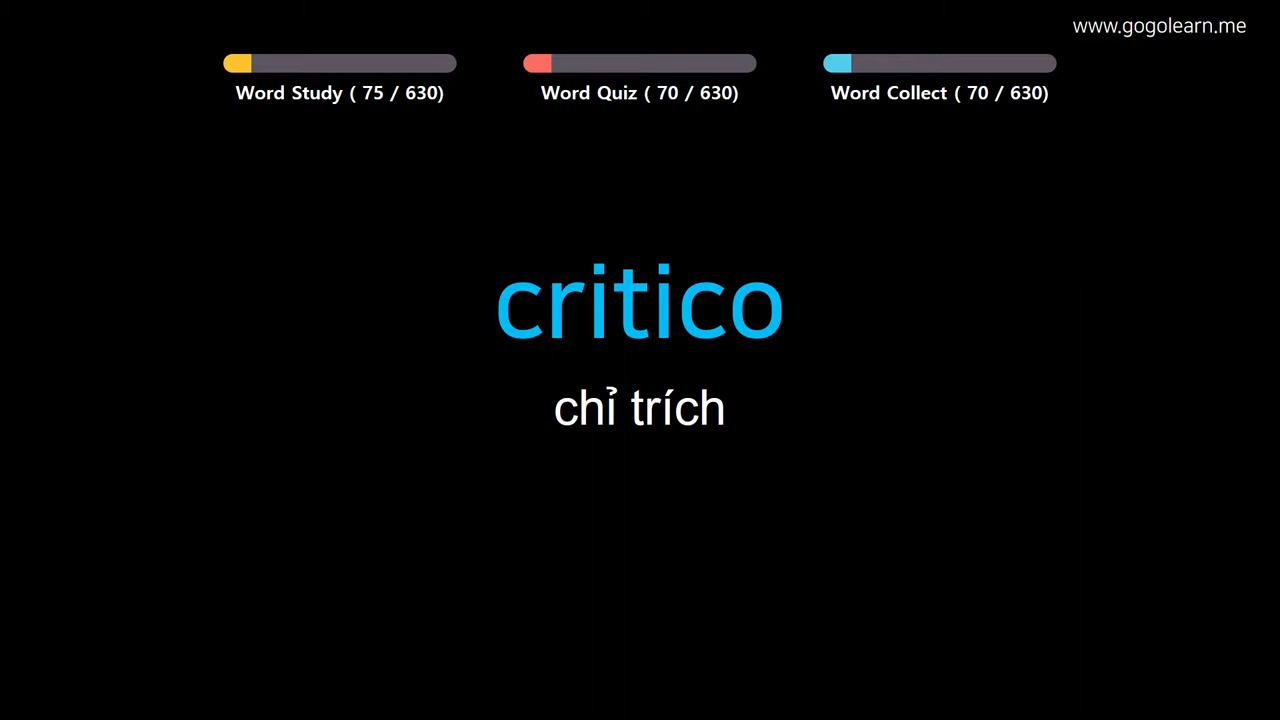 www.gogolearn.me
Word Study ( 75 / 630)
Word Quiz ( 70 / 630)
Word Collect ( 70 / 630)
critico
chỉ trích